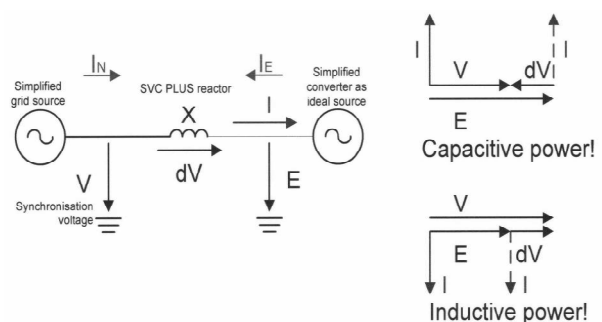 I_N
I_E
Simplified
grid source
SVC PLUS reactor
Simplified
converter as
ideal source
X
I
dV
V
E
Synchronisation
voltage
I
V
dV
I
E
Capacitive power!
V
E
dV
I
I
Inductive power!